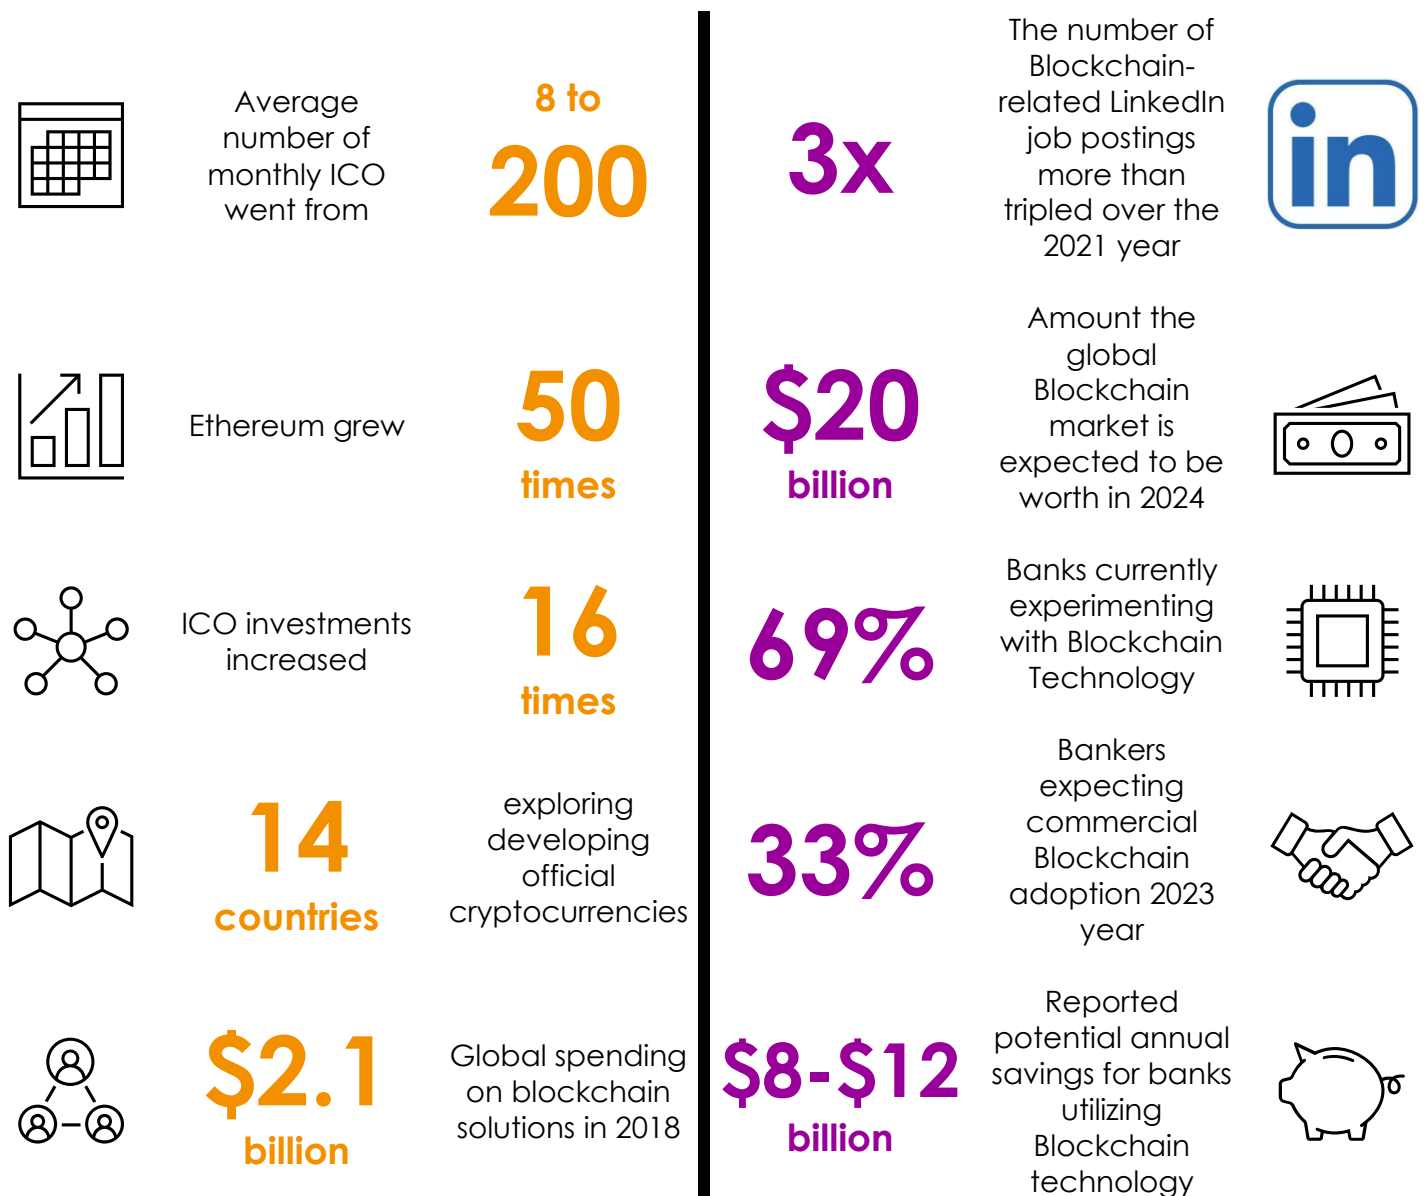 Average
number of
monthly ICO
went from
8 to
200
Ethereum grew
50
times
ICO investments
increased
16
times
14
countries
exploring
developing
official
cryptocurrencies
$2.1
billion
Global spending
on blockchain
solutions in 2018
3x
The number of
Blockchain-
related LinkedIn
job postings
more than
tripled over the
2021 year
in
$20
billion
Amount the
global
Blockchain
market is
expected to be
worth in 2024
69%
Banks currently
experimenting
with Blockchain
Technology
33%
Bankers
expecting
commercial
Blockchain
adoption 2023
year
$8-$12
billion
Reported
potential annual
savings for banks
utilizing
Blockchain
technology